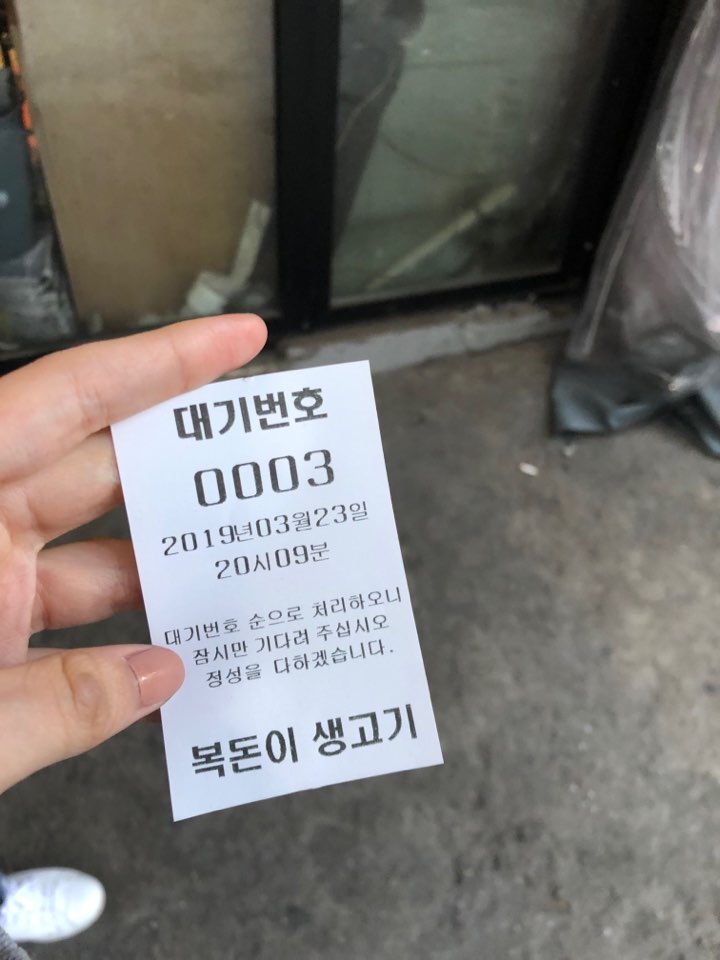 대기번호
0003
2019년03월23일
20시09분
대기번호 순으로 처리하오니
잠시만 기다려 주십시오
정성을 다하겠습니다.
복돈이 생고기